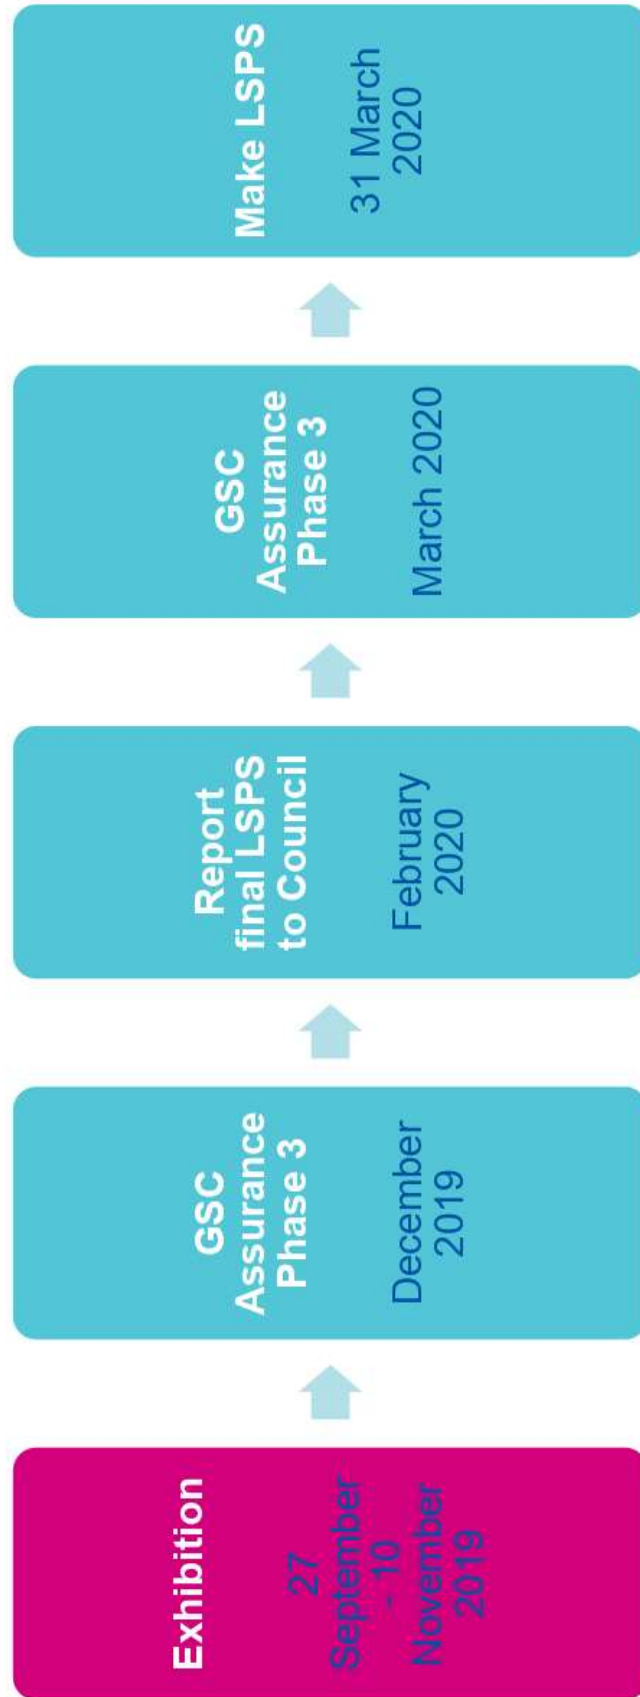 Exhibition
27
September
- 10
November
2019
GSC
Assurance
Phase 3
December
2019
Report
final LSPS
to Council
February
2020
GSC
Assurance
Phase 3
March 2020
Make LSPS
31 March
2020